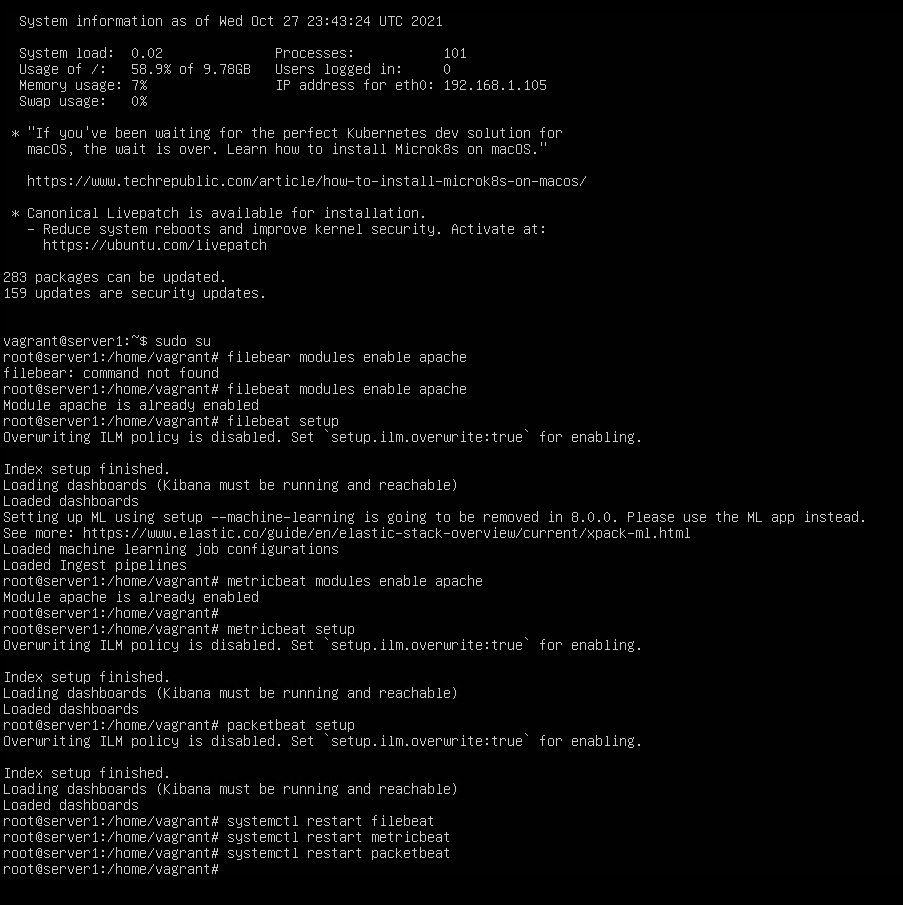 System information as of Wed Oct 27 23:43:24 UTC 2021
System load:  0.02              Processes:           101
Usage of /:   58.9% of 9.78GB   Users logged in:     0
Memory usage: 7%                IP address for eth0: 192.168.1.105
Swap usage:   0%
* "If you've been waiting for the perfect Kubernetes dev solution for
macOS, the wait is over. Learn how to install Microk8s on macOS."
https://www.techrepublic.com/article/how-to-install-microk8s-on-macos/
* Canonical Livepatch is available for installation.
- Reduce system reboots and improve kernel security. Activate at:
https://ubuntu.com/livepatch
283 packages can be updated.
159 updates are security updates.
vagrant@server1:~$ sudo su
root@server1:/home/vagrant# filebear modules enable apache
filebear: command not found
root@server1:/home/vagrant# filebeat modules enable apache
Module apache is already enabled
root@server1:/home/vagrant# filebeat setup
Overwriting ILM policy is disabled. Set `setup.ilm.overwrite:true` for enabling.
Index setup finished.
Loading dashboards (Kibana must be running and reachable)
Loaded dashboards
Setting up ML using setup --machine-learning is going to be removed in 8.0.0. Please use the ML app instead.
See more: https://www.elastic.co/guide/en/elastic-stack-overview/current/xpack-ml.html
Loaded machine learning job configurations
Loaded Ingest pipelines
root@server1:/home/vagrant# metricbeat modules enable apache
Module apache is already enabled
root@server1:/home/vagrant#
root@server1:/home/vagrant# metricbeat setup
Overwriting ILM policy is disabled. Set `setup.ilm.overwrite:true` for enabling.
Index setup finished.
Loading dashboards (Kibana must be running and reachable)
Loaded dashboards
root@server1:/home/vagrant# packetbeat setup
Overwriting ILM policy is disabled. Set `setup.ilm.overwrite:true` for enabling.
Index setup finished.
Loading dashboards (Kibana must be running and reachable)
Loaded dashboards
root@server1:/home/vagrant# systemctl restart filebeat
root@server1:/home/vagrant# systemctl restart metricbeat
root@server1:/home/vagrant# systemctl restart packetbeat
root@server1:/home/vagrant#